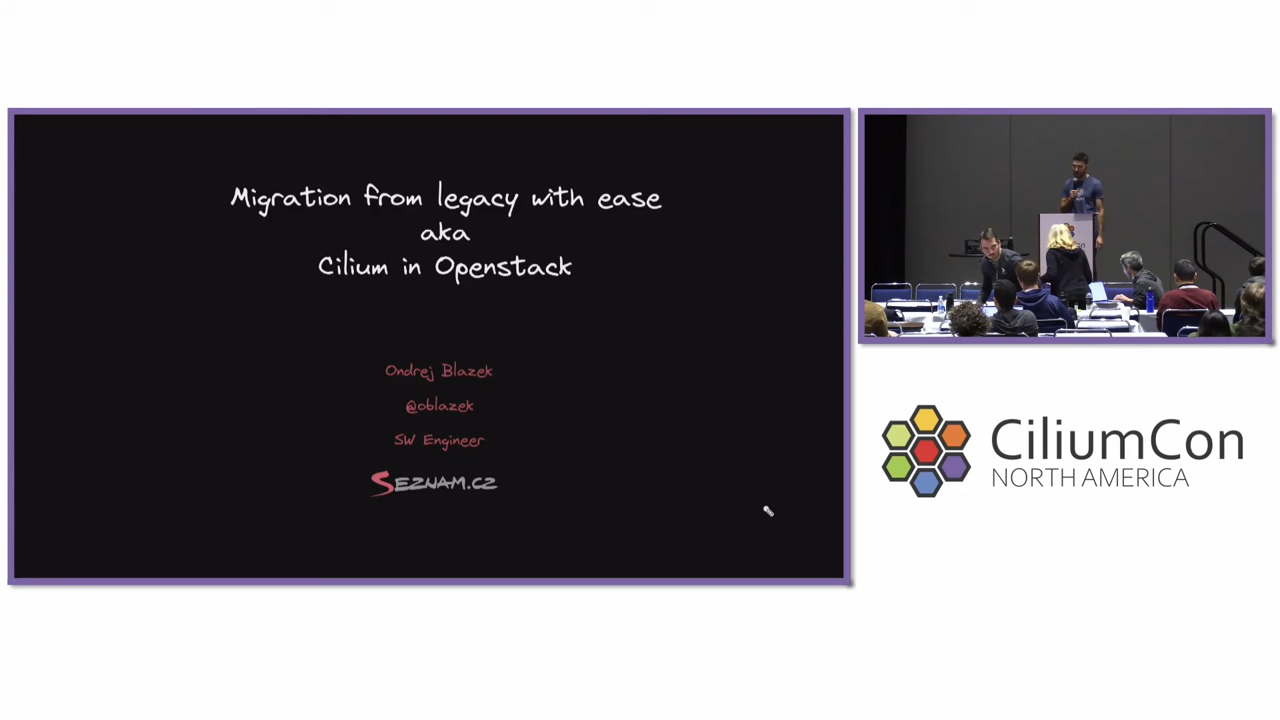 Migration from legacy with ease
aka
Cilium in Openstack
Ondrej Blazek
@oblazek
SW Engineer
SEZNAM.CZ
CiliumCon
NORTH AMERICA